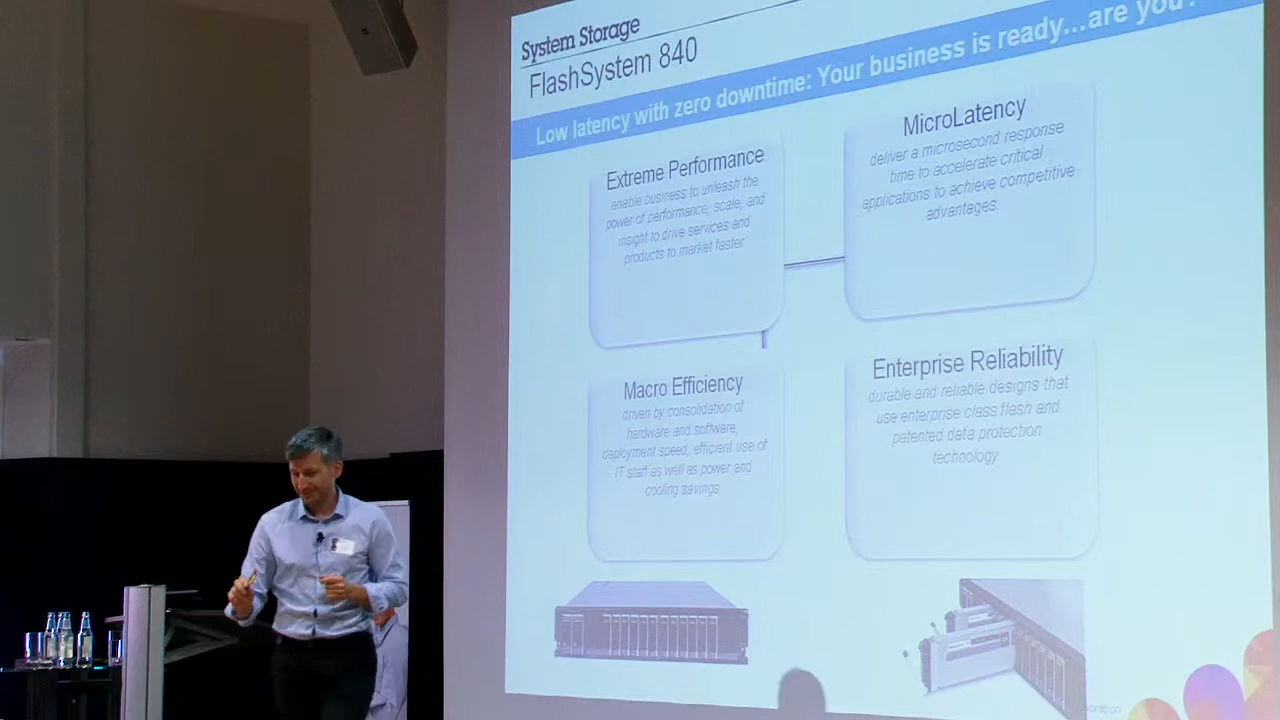 System Storage
FlashSystem 840
Low latency with zero downtime: Your business is ready...are you?
Extreme Performance
enable business to unleash the
power of performance, scale, and
insight to drive services and
products to market faster
MicroLatency
deliver a microsecond response
time to accelerate critical
applications to achieve competitive
advantages.
Macro Efficiency
driven by consolidation of
hardware and software,
deployment speed, efficient use of
IT staff as well as power and
cooling savings
Enterprise Reliability
durable and reliable designs that
use enterprise class flash and
patented data protection
technology